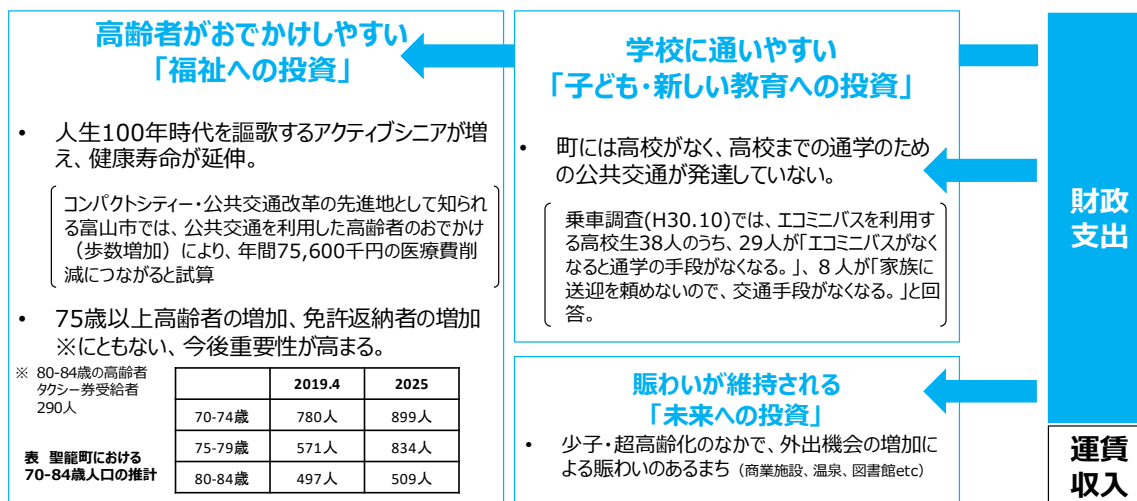 高齢者がおでかけしやすい
「福祉への投資」
• 人生100年時代を謳歌するアクティブシニアが増
え、健康寿命が延伸。
コンパクトシティー・公共交通改革の先進地として知られ
る富山市では、公共交通を利用した高齢者のおでかけ
（歩数増加）により、年間75,600千円の医療費削
減につながると試算
• 75歳以上高齢者の増加、免許返納者の増加
※にともない、今後重要性が高まる。
※ 80-84歳の高齢者
タクシー券受給者
290人
表 聖籠町における
70-84歳人口の推計
2019.4 2025
70-74歳 780人 899人
75-79歳 571人 834人
80-84歳 497人 509人
学校に通いやすい
「子ども・新しい教育への投資」
• 町には高校がなく、高校までの通学のため
の公共交通が発達していない。
乗車調査(H30.10)では、エコミニバスを利用す
る高校生38人のうち、29人が「エコミニバスがなく
なると通学の手段がなくなる。」、８人が「家族に
送迎を頼めないので、交通手段がなくなる。」と回
答。
賑わいが維持される
「未来への投資」
• 少子・超高齢化のなかで、外出機会の増加に
よる賑わいのあるまち（商業施設、温泉、図書館etc）
財政
支出
運賃
収入